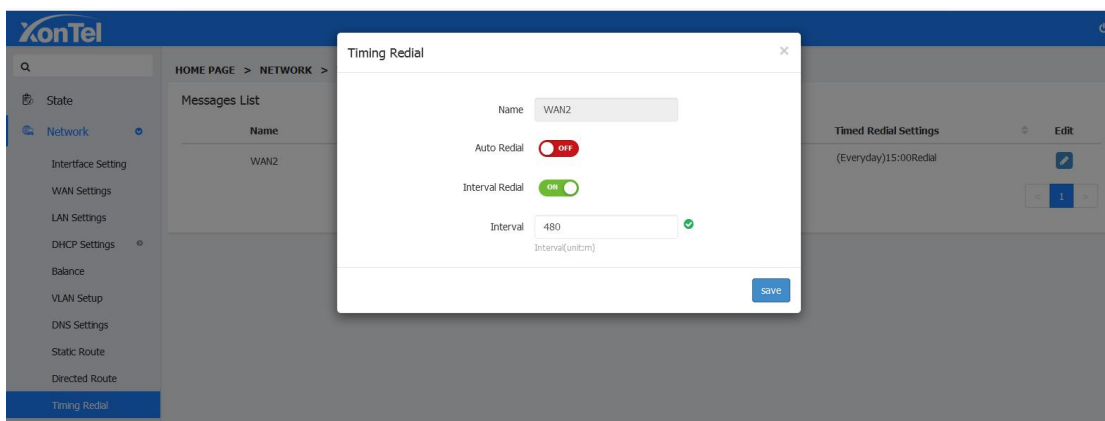 XonTel
HOME PAGE > NETWORK >
State
Network
Intertface Setting
WAN Settings
LAN Settings
DHCP Settings
Balance
VLAN Setup
DNS Settings
Static Route
Directed Route
Timing Redial
Messages List
Name
Timed Redial Settings
Edit
WAN2
(Everyday)15:00Redial
< 1 >
Timing Redial ×
Name WAN2
Auto Redial OFF
Interval Redial ON
Interval 480
Interval(unit:m)
save